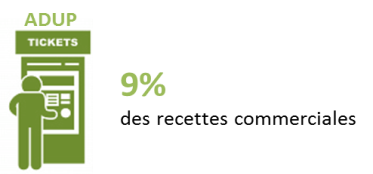 ADUP
TICKETS
9%
des recettes commerciales